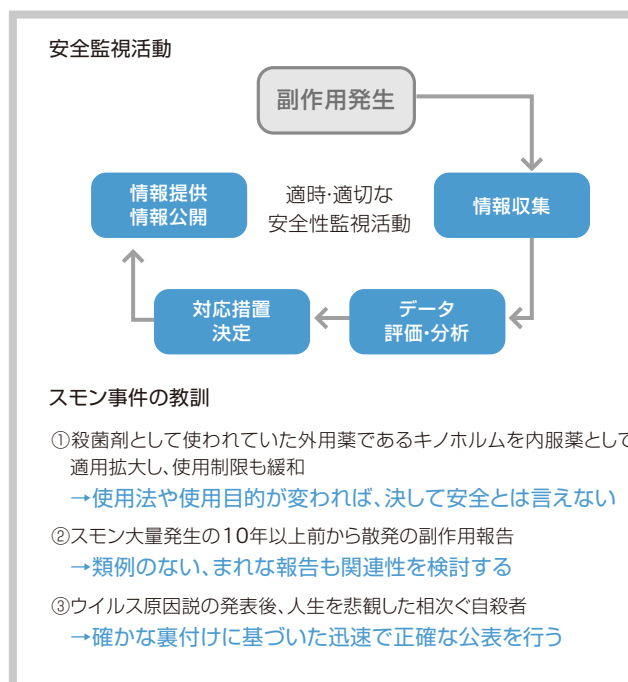 安全監視活動
副作用発生
情報提供
情報公開
適時・適切な
安全性監視活動
情報収集
対応措置
決定
データ
評価・分析
スモン事件の教訓
①殺菌剤として使われていた外用薬であるキノホルムを内服薬として
適用拡大し、使用制限も緩和
→使用法や使用目的が変われば、決して安全とは言えない
②スモン大量発生の10年以上前から散発の副作用報告
→類例のない、まれな報告も関連性を検討する
③ウイルス原因説の発表後、人生を悲観した相次ぐ自殺者
→確かな裏付けに基づいた迅速で正確な公表を行う